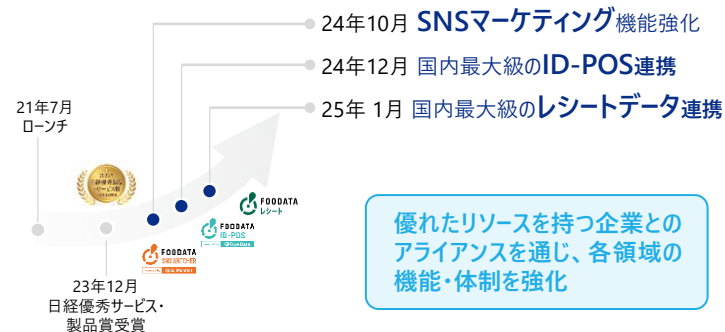 24年10月 SNSマーケティング機能強化
24年12月 国内最大級のID-POS連携
25年 1月 国内最大級のレシートデータ連携
21年7月
ローンチ
23年12月
日経優秀サービス・
製品賞受賞
FOODATA
SNS WATCHER
FOODATA
ID-POS
FOODATA
レシート
優れたリソースを持つ企業との
アライアンスを通じ、各領域の
機能・体制を強化